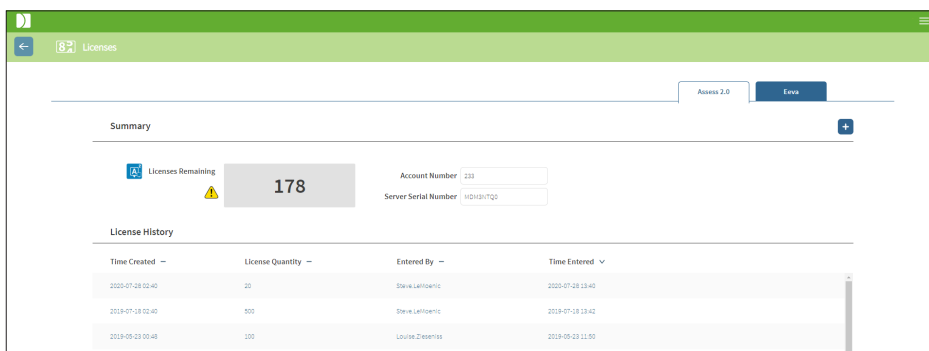 Licenses
Assess 2.0 Eeva
Summary
Licenses Remaining
178
Account Number 233
Server Serial Number
License History
Time Created License Quantity Entered By Time Entered
2020-07-28 02:40 20 Steve.LeMoenic 2020-07-28 13:40
2019-07-18 02:40 500 Steve.LeMoenic 2019-07-18 13:42
2019-05-23 00:48 100 Louise.Zieseniss 2019-05-23 11:50